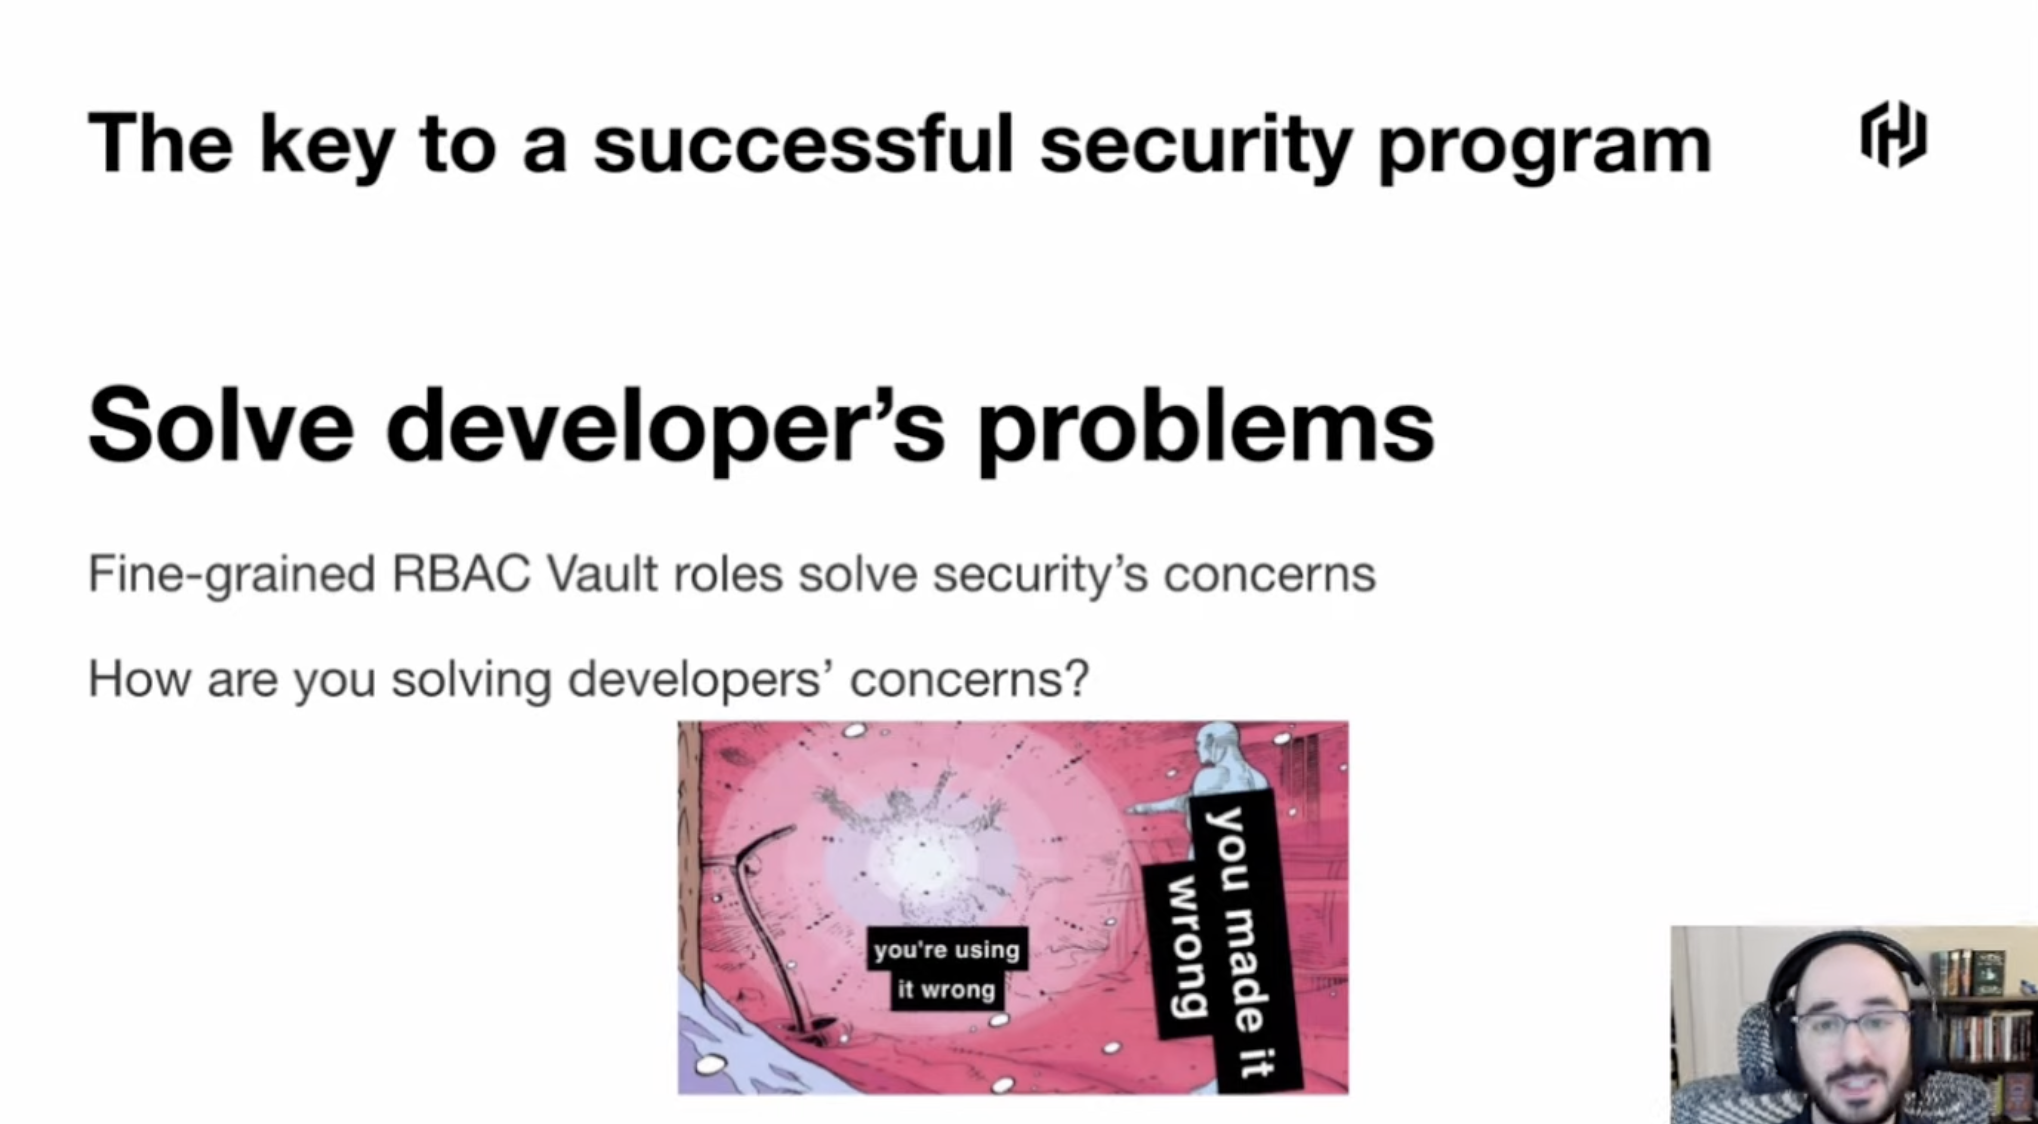 The key to a successful security program
Solve developer’s problems
Fine-grained RBAC Vault roles solve security’s concerns
How are you solving developers’ concerns?
you're using
it wrong
you made it
wrong